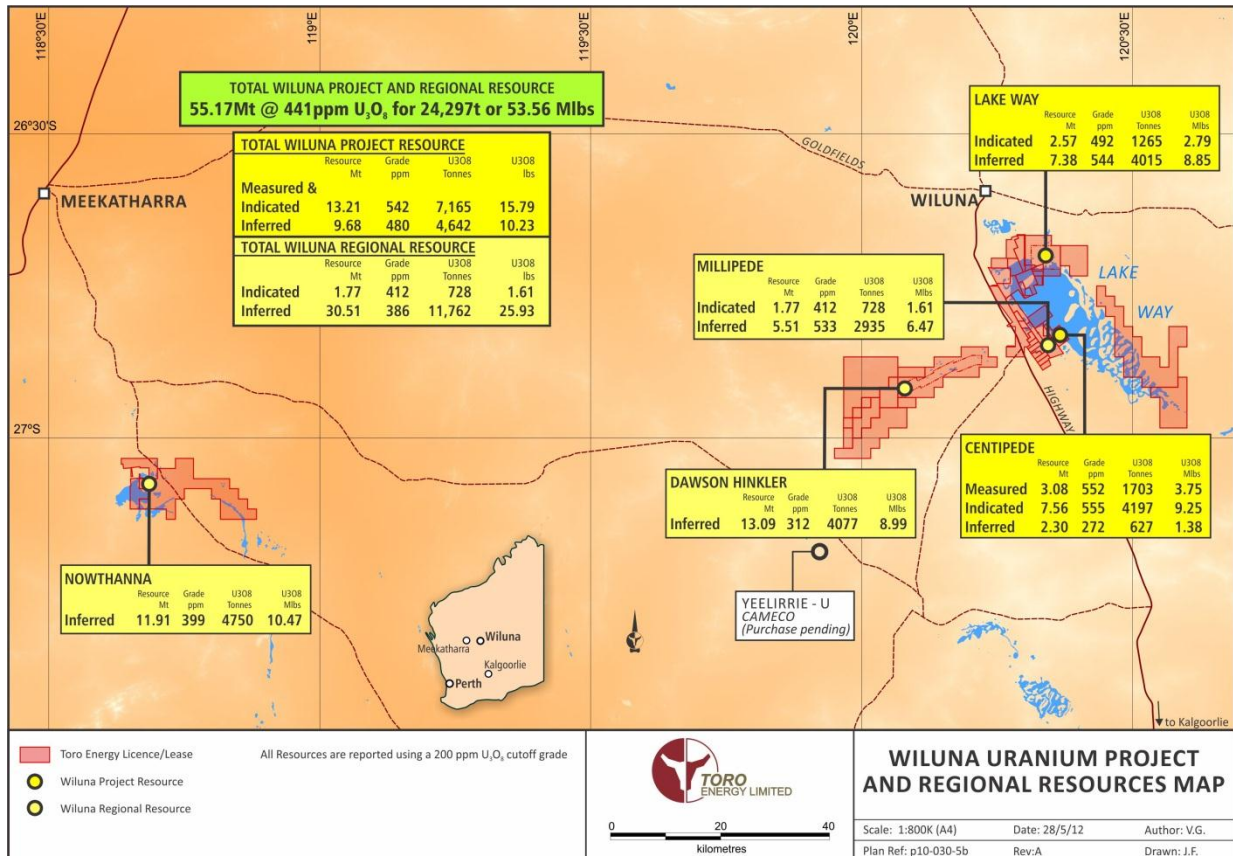 118°30'E
119°E
119°30'E
120°E
120°30'E
26°30'S
27°S
TOTAL WILUNA PROJECT AND REGIONAL RESOURCE
55.17Mt @ 441ppm U₃O₈ for 24,297t or 53.56 Mlbs
TOTAL WILUNA PROJECT RESOURCE
Resource Grade U3O8 U3O8
Mt ppm Tonnes lbs
Measured &
Indicated 13.21 542 7,165 15.79
Inferred 9.68 480 4,642 10.23
TOTAL WILUNA REGIONAL RESOURCE
Resource Grade U3O8 U3O8
Mt ppm Tonnes lbs
Indicated 1.77 412 728 1.61
Inferred 30.51 386 11,762 25.93
LAKE WAY
Resource Grade U3O8 U3O8
Mt ppm Tonnes Mlbs
Indicated 2.57 492 1265 2.79
Inferred 7.38 544 4015 8.85
GOLDFIELDS
MEEKATHARRA
WILUNA
MILLIPEDE
Resource Grade U3O8 U3O8
Mt ppm Tonnes Mlbs
Indicated 1.77 412 728 1.61
Inferred 5.51 533 2935 6.47
LAKE
WAY
HIGHWAY
CENTIPEDE
Resource Grade U3O8 U3O8
Mt ppm Tonnes Mlbs
Measured 3.08 552 1703 3.75
Indicated 7.56 555 4197 9.25
Inferred 2.30 272 627 1.38
DAWSON HINKLER
Resource Grade U3O8 U3O8
Mt ppm Tonnes Mlbs
Inferred 13.09 312 4077 8.99
NOWTHANNA
Resource Grade U3O8 U3O8
Mt ppm Tonnes Mlbs
Inferred 11.91 399 4750 10.47
YEELIRRIE - U
CAMECO
(Purchase pending)
Meekatharra
Wiluna
Kalgoorlie
Perth
to Kalgoorlie
Toro Energy Licence/Lease
Wiluna Project Resource
Wiluna Regional Resource
All Resources are reported using a 200 ppm U₃O₈ cutoff grade
TORO
ENERGY LIMITED
0 20 40
kilometres
WILUNA URANIUM PROJECT
AND REGIONAL RESOURCES MAP
Scale: 1:800K (A4) Date: 28/5/12 Author: V.G.
Plan Ref: p10-030-5b Rev:A Drawn: J.F.